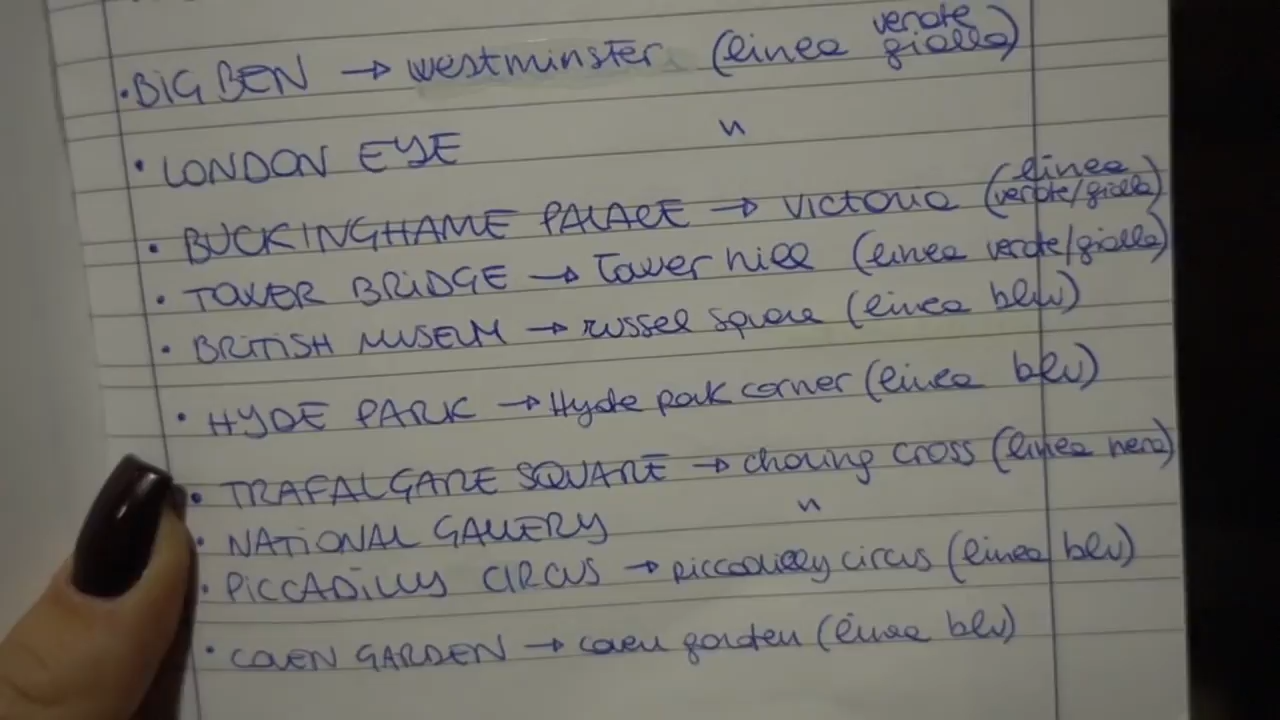 • BIG BEN → westminster (linea verde gialla)
• LONDON EYE "
• BUCKINGHAME PALACE → victoria (linea verde/gialla)
• TOWER BRIDGE → Tower hill (linea verde/gialla)
• BRITISH MUSEUM → russel square (linea blu)
• HYDE PARK → Hyde park corner (linea blu)
• TRAFALGARE SQUARE → charing cross (linea nera)
• NATIONAL GALLERY "
• PICCADILLY CIRCUS → piccadilly circus (linea blu)
• COVEN GARDEN → coven garden (linea blu)